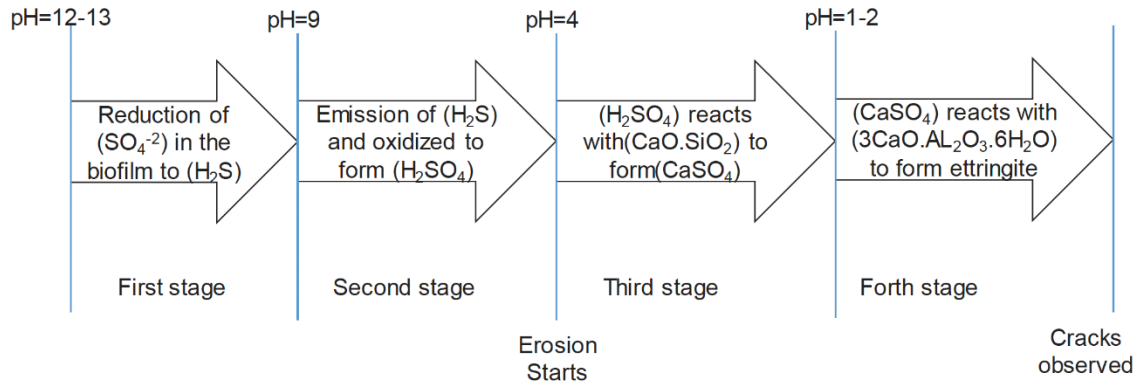 pH=12-13
pH=9
pH=4
pH=1-2
Reduction of
(SO₄⁻²) in the
biofilm to (H₂S)
Emission of (H₂S)
and oxidized to
form (H₂SO₄)
(H₂SO₄) reacts
with(CaO.SiO₂) to
form(CaSO₄)
(CaSO₄) reacts with
(3CaO.AL₂O₃.6H₂O)
to form ettringite
First stage
Second stage
Third stage
Forth stage
Erosion
Starts
Cracks
observed